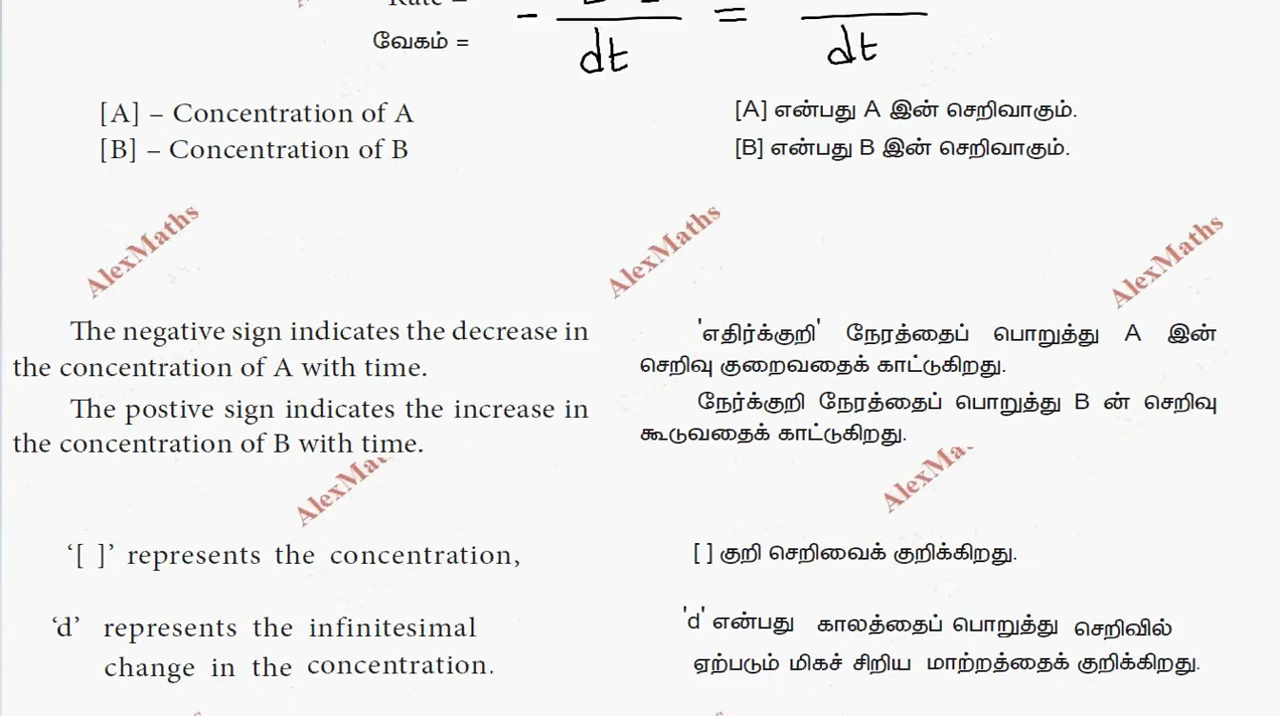 Rate =
வேகம் =
- dt = dt
[A] – Concentration of A
[B] – Concentration of B
[A] என்பது A இன் செறிவாகும்.
[B] என்பது B இன் செறிவாகும்.
AlexMaths AlexMaths AlexMaths
The negative sign indicates the decrease in
the concentration of A with time.
The postive sign indicates the increase in
the concentration of B with time.
'எதிர்க்குறி' நேரத்தைப் பொறுத்து A இன்
செறிவு குறைவதைக் காட்டுகிறது.
நேர்க்குறி நேரத்தைப் பொறுத்து B ன் செறிவு
கூடுவதைக் காட்டுகிறது.
AlexMaths AlexMaths
‘[ ]’ represents the concentration,
[ ] குறி செறிவைக் குறிக்கிறது.
‘d’ represents the infinitesimal
change in the concentration.
'd' என்பது காலத்தைப் பொறுத்து செறிவில்
ஏற்படும் மிகச் சிறிய மாற்றத்தைக் குறிக்கிறது.